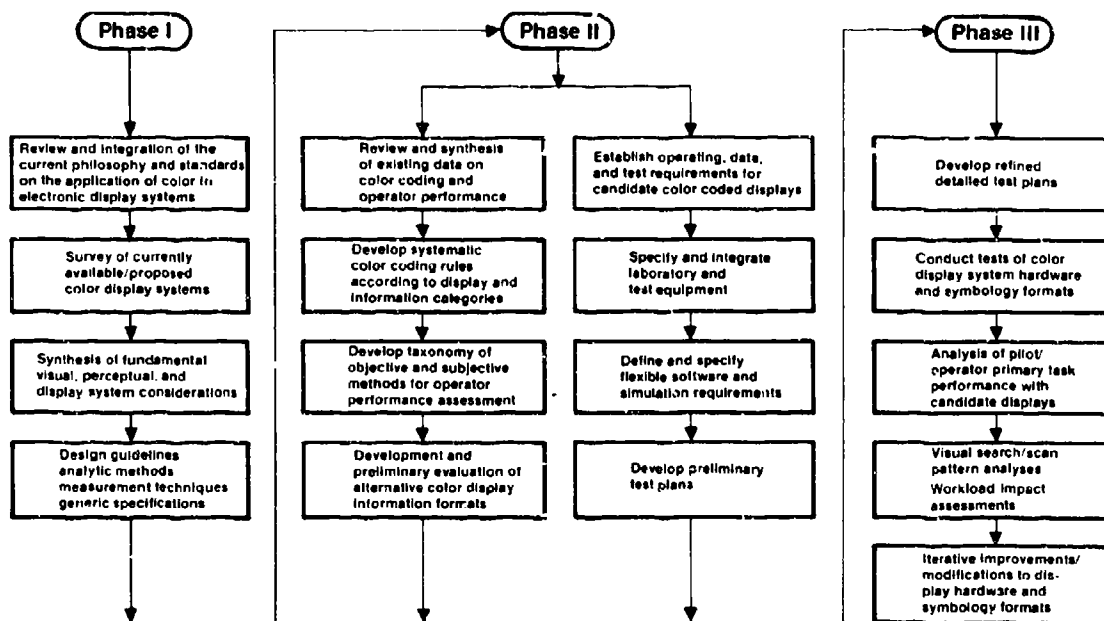 Phase I
Review and integration of the
current philosophy and standards
on the application of color in
electronic display systems
Survey of currently
available/proposed
color display systems
Synthesis of fundamental
visual, perceptual, and
display system considerations
Design guidelines
analytic methods
measurement techniques
generic specifications
Phase II
Review and synthesis
of existing data on
color coding and
operator performance
Develop systematic
color coding rules
according to display and
information categories
Develop taxonomy of
objective and subjective
methods for operator
performance assessment
Development and
preliminary evaluation of
alternative color display
information formats
Establish operating, data,
and test requirements for
candidate color coded displays
Specify and integrate
laboratory and
test equipment
Define and specify
flexible software and
simulation requirements
Develop preliminary
test plans
Phase III
Develop refined
detailed test plans
Conduct tests of color
display system hardware
and symbology formats
Analysis of pilot/
operator primary task
performance with
candidate displays
Visual search/scan
pattern analyses
Workload impact
assessments
Iterative improvements/
modifications to dis-
play hardware and
symbology formats